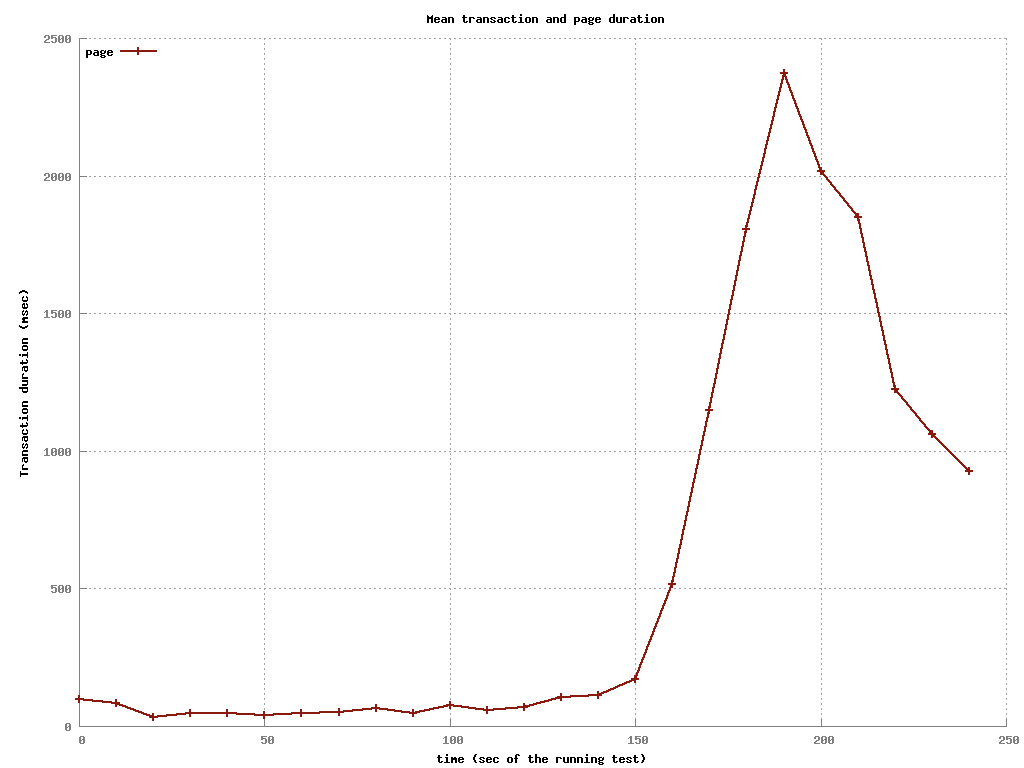 Mean transaction and page duration
2500
page
2000
1500
Transaction duration (msec)
1000
500
0
0 50 100 150 200 250
time (sec of the running test)